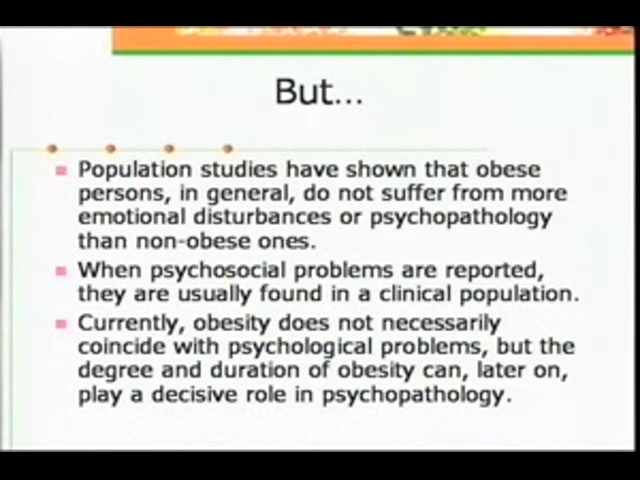 But...
Population studies have shown that obese
persons, in general, do not suffer from more
emotional disturbances or psychopathology
than non-obese ones.
When psychosocial problems are reported,
they are usually found in a clinical population.
Currently, obesity does not necessarily
coincide with psychological problems, but the
degree and duration of obesity can, later on,
play a decisive role in psychopathology.